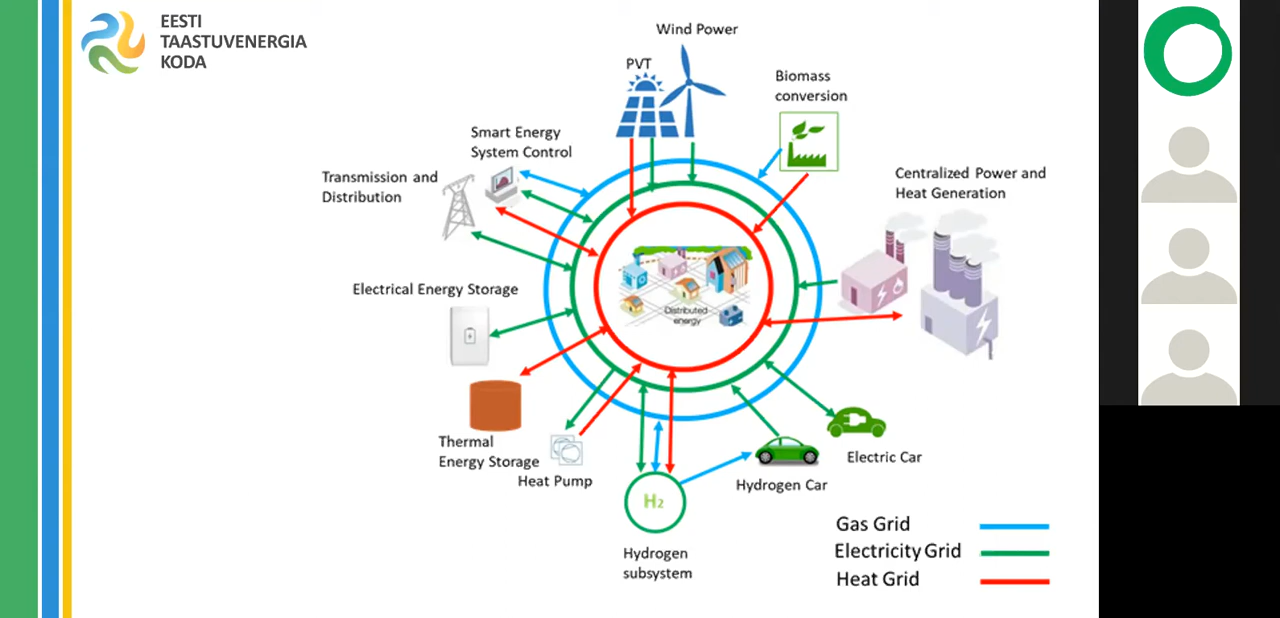 EESTI
TAASTUVENERGIA
KODA
Wind Power
PVT
Biomass
conversion
Smart Energy
System Control
Transmission and
Distribution
Centralized Power and
Heat Generation
Electrical Energy Storage
Distributed
energy
Thermal
Energy Storage
Heat Pump
Electric Car
Hydrogen Car
H2
Hydrogen
subsystem
Gas Grid
Electricity Grid
Heat Grid